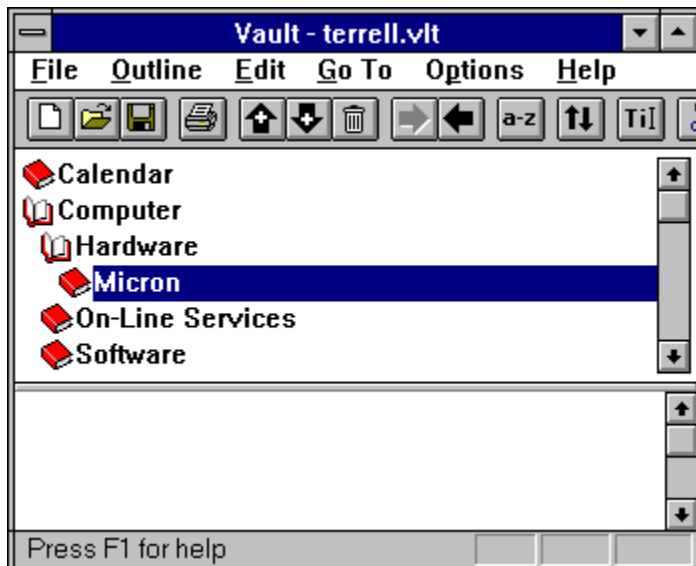 Vault - terrell.vlt
File Outline Edit Go To Options Help
a-z TiI
Calendar
Computer
Hardware
Micron
On-Line Services
Software
Press F1 for help